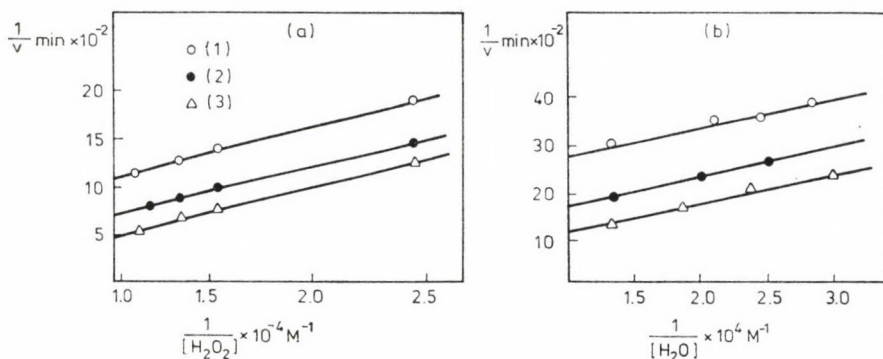 1/v min × 10⁻²
(a)
○ (1)
● (2)
△ (3)
20
15
10
5
1.0 1.5 2.0 2.5
1/[H₂O₂] × 10⁻⁴ M⁻¹
1/v min × 10⁻²
(b)
40
30
20
10
1.5 2.0 2.5 3.0
1/[H₂O] × 10⁴ M⁻¹